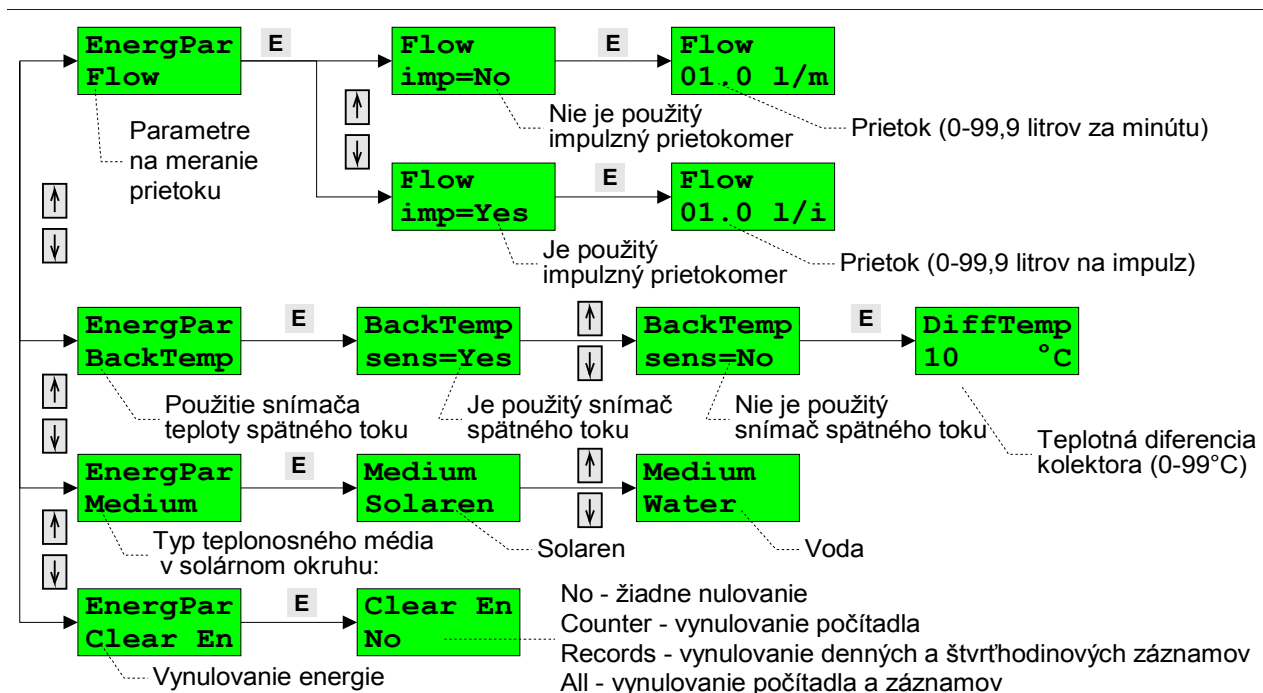 EnergPar
Flow
E
Flow
imp=No
E
Flow
01.0 l/m
Parametre
na meranie
prietoku
Nie je použitý
impulzný prietokomer
Prietok (0-99,9 litrov za minútu)
Flow
imp=Yes
E
Flow
01.0 l/i
Je použitý
impulzný prietokomer
Prietok (0-99,9 litrov na impulz)
EnergPar
BackTemp
E
BackTemp
sens=Yes
BackTemp
sens=No
E
DiffTemp
10 °C
Použitie snímača
teploty spätného toku
Je použitý snímač
spätného toku
Nie je použitý
snímač spätného toku
Teplotná diferencia
kolektora (0-99°C)
EnergPar
Medium
E
Medium
Solaren
Medium
Water
Typ teplonosného média
v solárnom okruhu:
Solaren
Voda
EnergPar
Clear En
E
Clear En
No
Vynulovanie energie
No - žiadne nulovanie
Counter - vynulovanie počítadla
Records - vynulovanie denných a štvrťhodinových záznamov
All - vynulovanie počítadla a záznamov